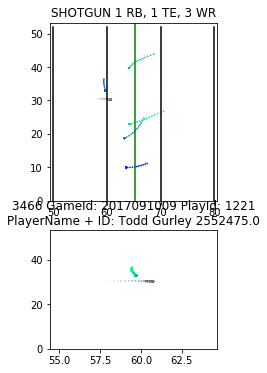 SHOTGUN 1 RB, 1 TE, 3 WR
50
40
30
20
10
0
50 60 70 80
3466 GameId: 2017091009 PlayId: 1221
PlayerName + ID: Todd Gurley 2552475.0
40
20
0
55.0 57.5 60.0 62.5